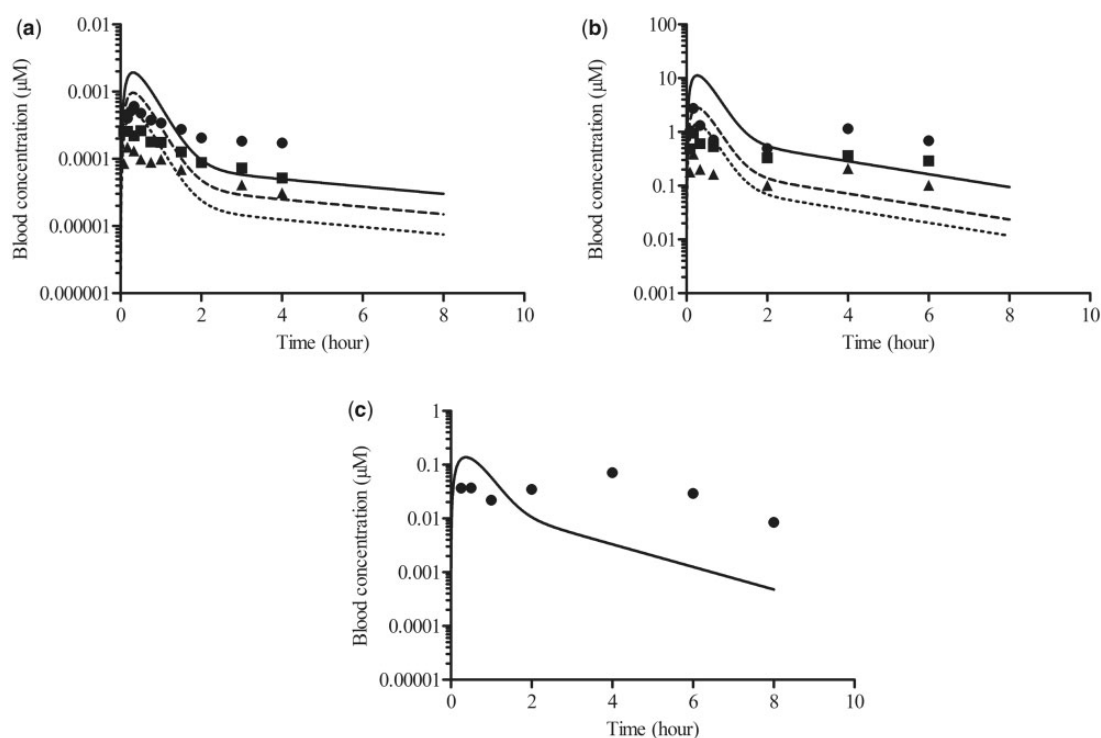 (a)
Blood concentration (µM)
0.01
0.001
0.0001
0.00001
0.000001
0 2 4 6 8 10
Time (hour)
(b)
Blood concentration (µM)
100
10
1
0.1
0.01
0.001
0 2 4 6 8 10
Time (hour)
(c)
Blood concentration (µM)
1
0.1
0.01
0.001
0.0001
0.00001
0 2 4 6 8 10
Time (hour)